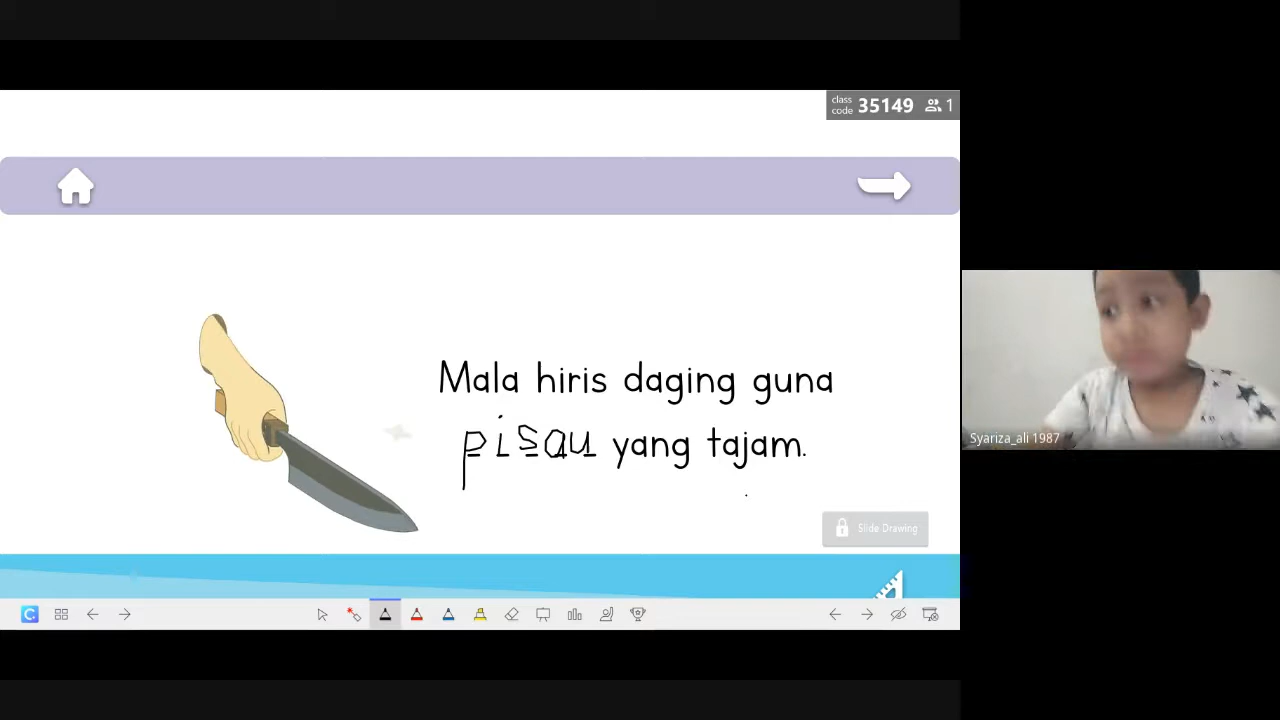 class code 35149 1
Mala hiris daging guna
pisau yang tajam.
Slide Drawing
Syariza_ali 1987